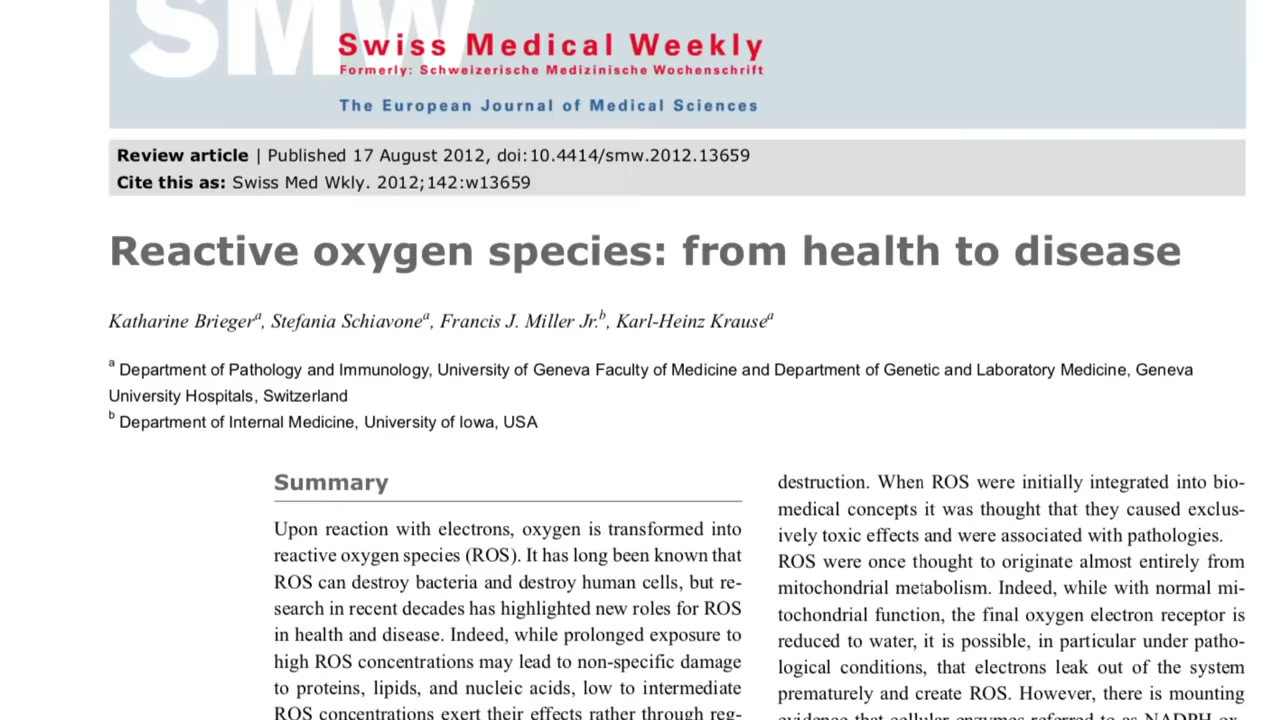 SMW
Swiss Medical Weekly
Formerly: Schweizerische Medizinische Wochenschrift
The European Journal of Medical Sciences
Review article | Published 17 August 2012, doi:10.4414/smw.2012.13659
Cite this as: Swiss Med Wkly. 2012;142:w13659
Reactive oxygen species: from health to disease
Katharine Briegerᵃ, Stefania Schiavoneᵃ, Francis J. Miller Jr.ᵇ, Karl-Heinz Krauseᵃ
ᵃ Department of Pathology and Immunology, University of Geneva Faculty of Medicine and Department of Genetic and Laboratory Medicine, Geneva
University Hospitals, Switzerland
ᵇ Department of Internal Medicine, University of Iowa, USA
Summary
Upon reaction with electrons, oxygen is transformed into
reactive oxygen species (ROS). It has long been known that
ROS can destroy bacteria and destroy human cells, but re-
search in recent decades has highlighted new roles for ROS
in health and disease. Indeed, while prolonged exposure to
high ROS concentrations may lead to non-specific damage
to proteins, lipids, and nucleic acids, low to intermediate
ROS concentrations exert their effects rather through reg-
destruction. When ROS were initially integrated into bio-
medical concepts it was thought that they caused exclus-
ively toxic effects and were associated with pathologies.
ROS were once thought to originate almost entirely from
mitochondrial metabolism. Indeed, while with normal mi-
tochondrial function, the final oxygen electron receptor is
reduced to water, it is possible, in particular under patho-
logical conditions, that electrons leak out of the system
prematurely and create ROS. However, there is mounting
evidence that cellular enzymes referred to as NADPH ox-